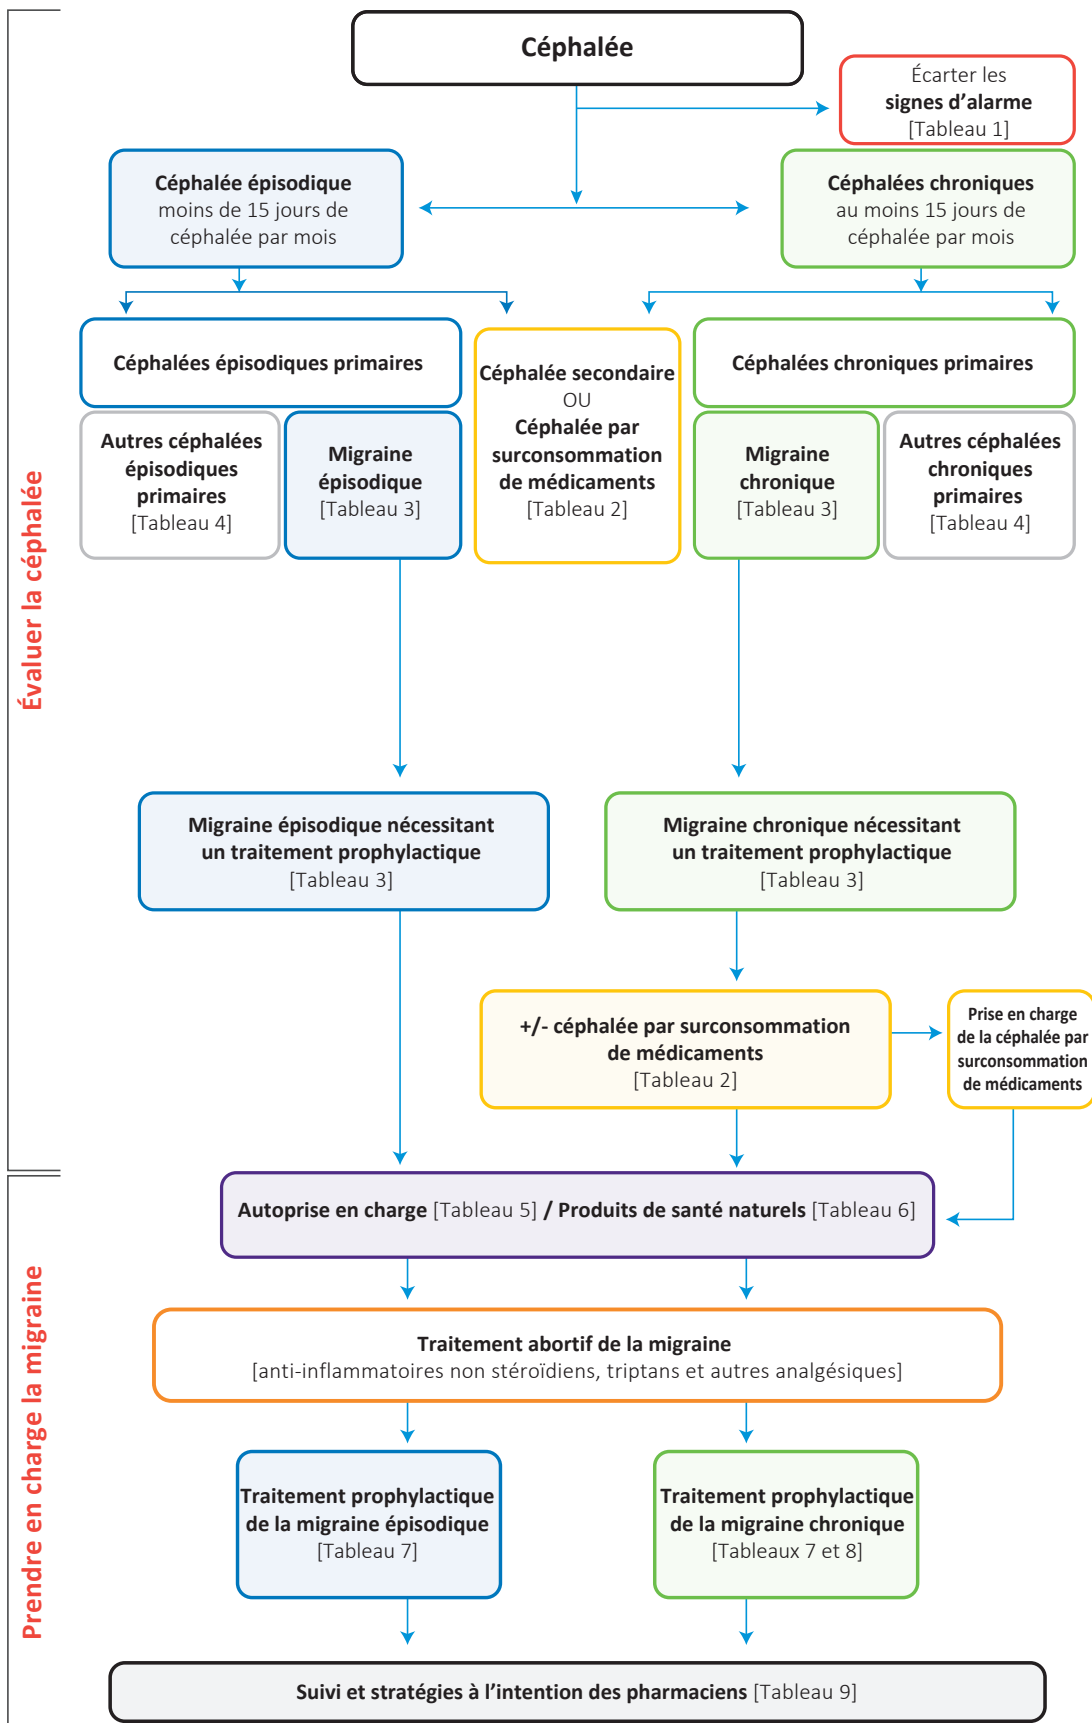 Céphalée
Écarter les
signes d’alarme
[Tableau 1]
Céphalée épisodique
moins de 15 jours de
céphalée par mois
Céphalées chroniques
au moins 15 jours de
céphalée par mois
Céphalées épisodiques primaires
Céphalée secondaire
OU
Céphalée par
surconsommation
de médicaments
[Tableau 2]
Céphalées chroniques primaires
Autres céphalées
épisodiques
primaires
[Tableau 4]
Migraine
épisodique
[Tableau 3]
Migraine
chronique
[Tableau 3]
Autres céphalées
chroniques
primaires
[Tableau 4]
Évaluer la céphalée
Migraine épisodique nécessitant
un traitement prophylactique
[Tableau 3]
Migraine chronique nécessitant
un traitement prophylactique
[Tableau 3]
+/- céphalée par surconsommation
de médicaments
[Tableau 2]
Prise en charge
de la céphalée par
surconsommation
de médicaments
Autoprise en charge [Tableau 5] / Produits de santé naturels [Tableau 6]
Traitement abortif de la migraine
[anti-inflammatoires non stéroïdiens, triptans et autres analgésiques]
Prendre en charge la migraine
Traitement prophylactique
de la migraine épisodique
[Tableau 7]
Traitement prophylactique
de la migraine chronique
[Tableaux 7 et 8]
Suivi et stratégies à l’intention des pharmaciens [Tableau 9]